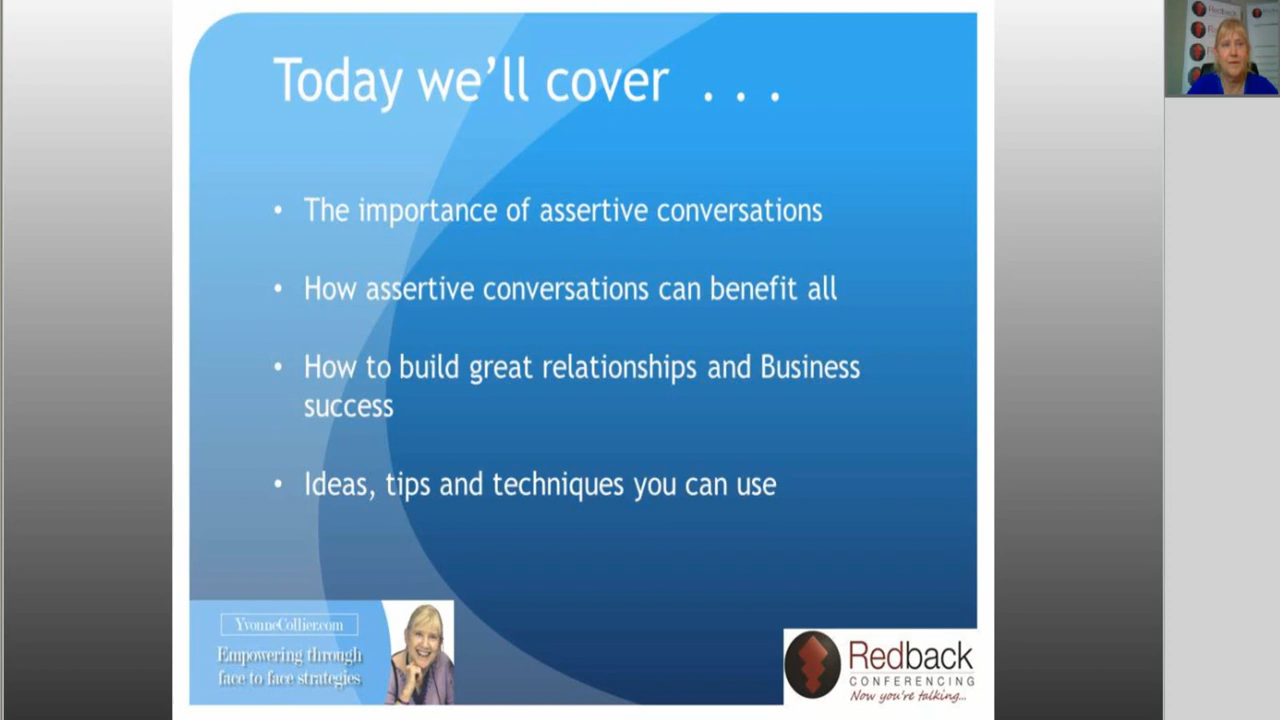 Today we'll cover . . .
• The importance of assertive conversations
• How assertive conversations can benefit all
• How to build great relationships and Business
success
• Ideas, tips and techniques you can use
YvonneCollier.com
Empowering through
face to face strategies
Redback
CONFERENCING
Now you're talking...